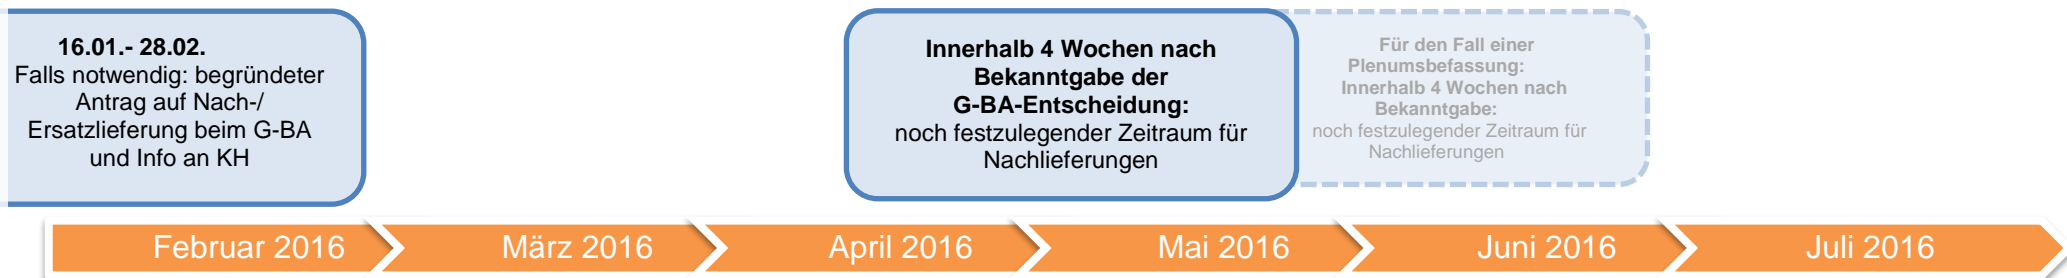 16.01.- 28.02.
Falls notwendig: begründeter
Antrag auf Nach-/
Ersatzlieferung beim G-BA
und Info an KH
Innerhalb 4 Wochen nach
Bekanntgabe der
G-BA-Entscheidung:
noch festzulegender Zeitraum für
Nachlieferungen
Für den Fall einer
Plenumsbefassung:
Innerhalb 4 Wochen nach
Bekanntgabe:
noch festzulegender Zeitraum für
Nachlieferungen
Februar 2016
März 2016
April 2016
Mai 2016
Juni 2016
Juli 2016